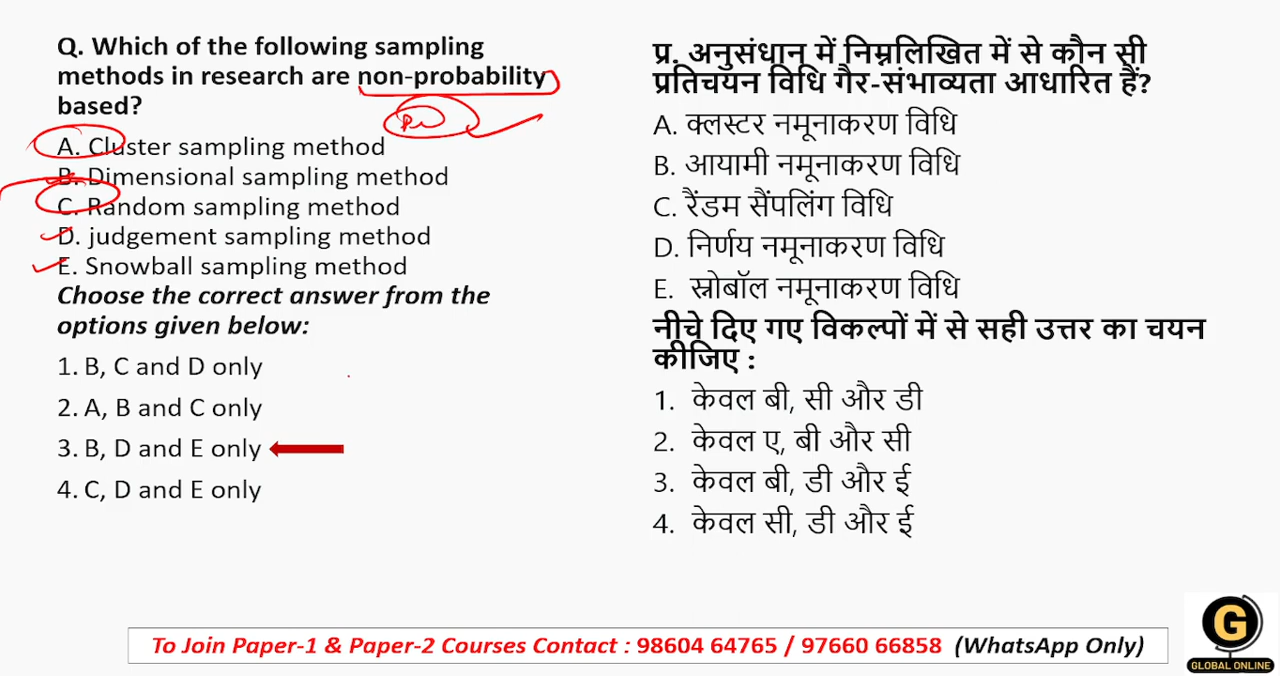 Q. Which of the following sampling
methods in research are non-probability
based?
A. Cluster sampling method
B. Dimensional sampling method
C. Random sampling method
D. judgement sampling method
E. Snowball sampling method
Choose the correct answer from the
options given below:
1. B, C and D only
2. A, B and C only
3. B, D and E only
4. C, D and E only
प्र. अनुसंधान में निम्नलिखित में से कौन सी
प्रतिचयन विधि गैर-संभाव्यता आधारित हैं?
A. क्लस्टर नमूनाकरण विधि
B. आयामी नमूनाकरण विधि
C. रैंडम सैंपलिंग विधि
D. निर्णय नमूनाकरण विधि
E. स्नोबॉल नमूनाकरण विधि
नीचे दिए गए विकल्पों में से सही उत्तर का चयन
कीजिए :
1. केवल बी, सी और डी
2. केवल ए, बी और सी
3. केवल बी, डी और ई
4. केवल सी, डी और ई
To Join Paper-1 & Paper-2 Courses Contact : 98604 64765 / 97660 66858 (WhatsApp Only)
G
GLOBAL ONLINE